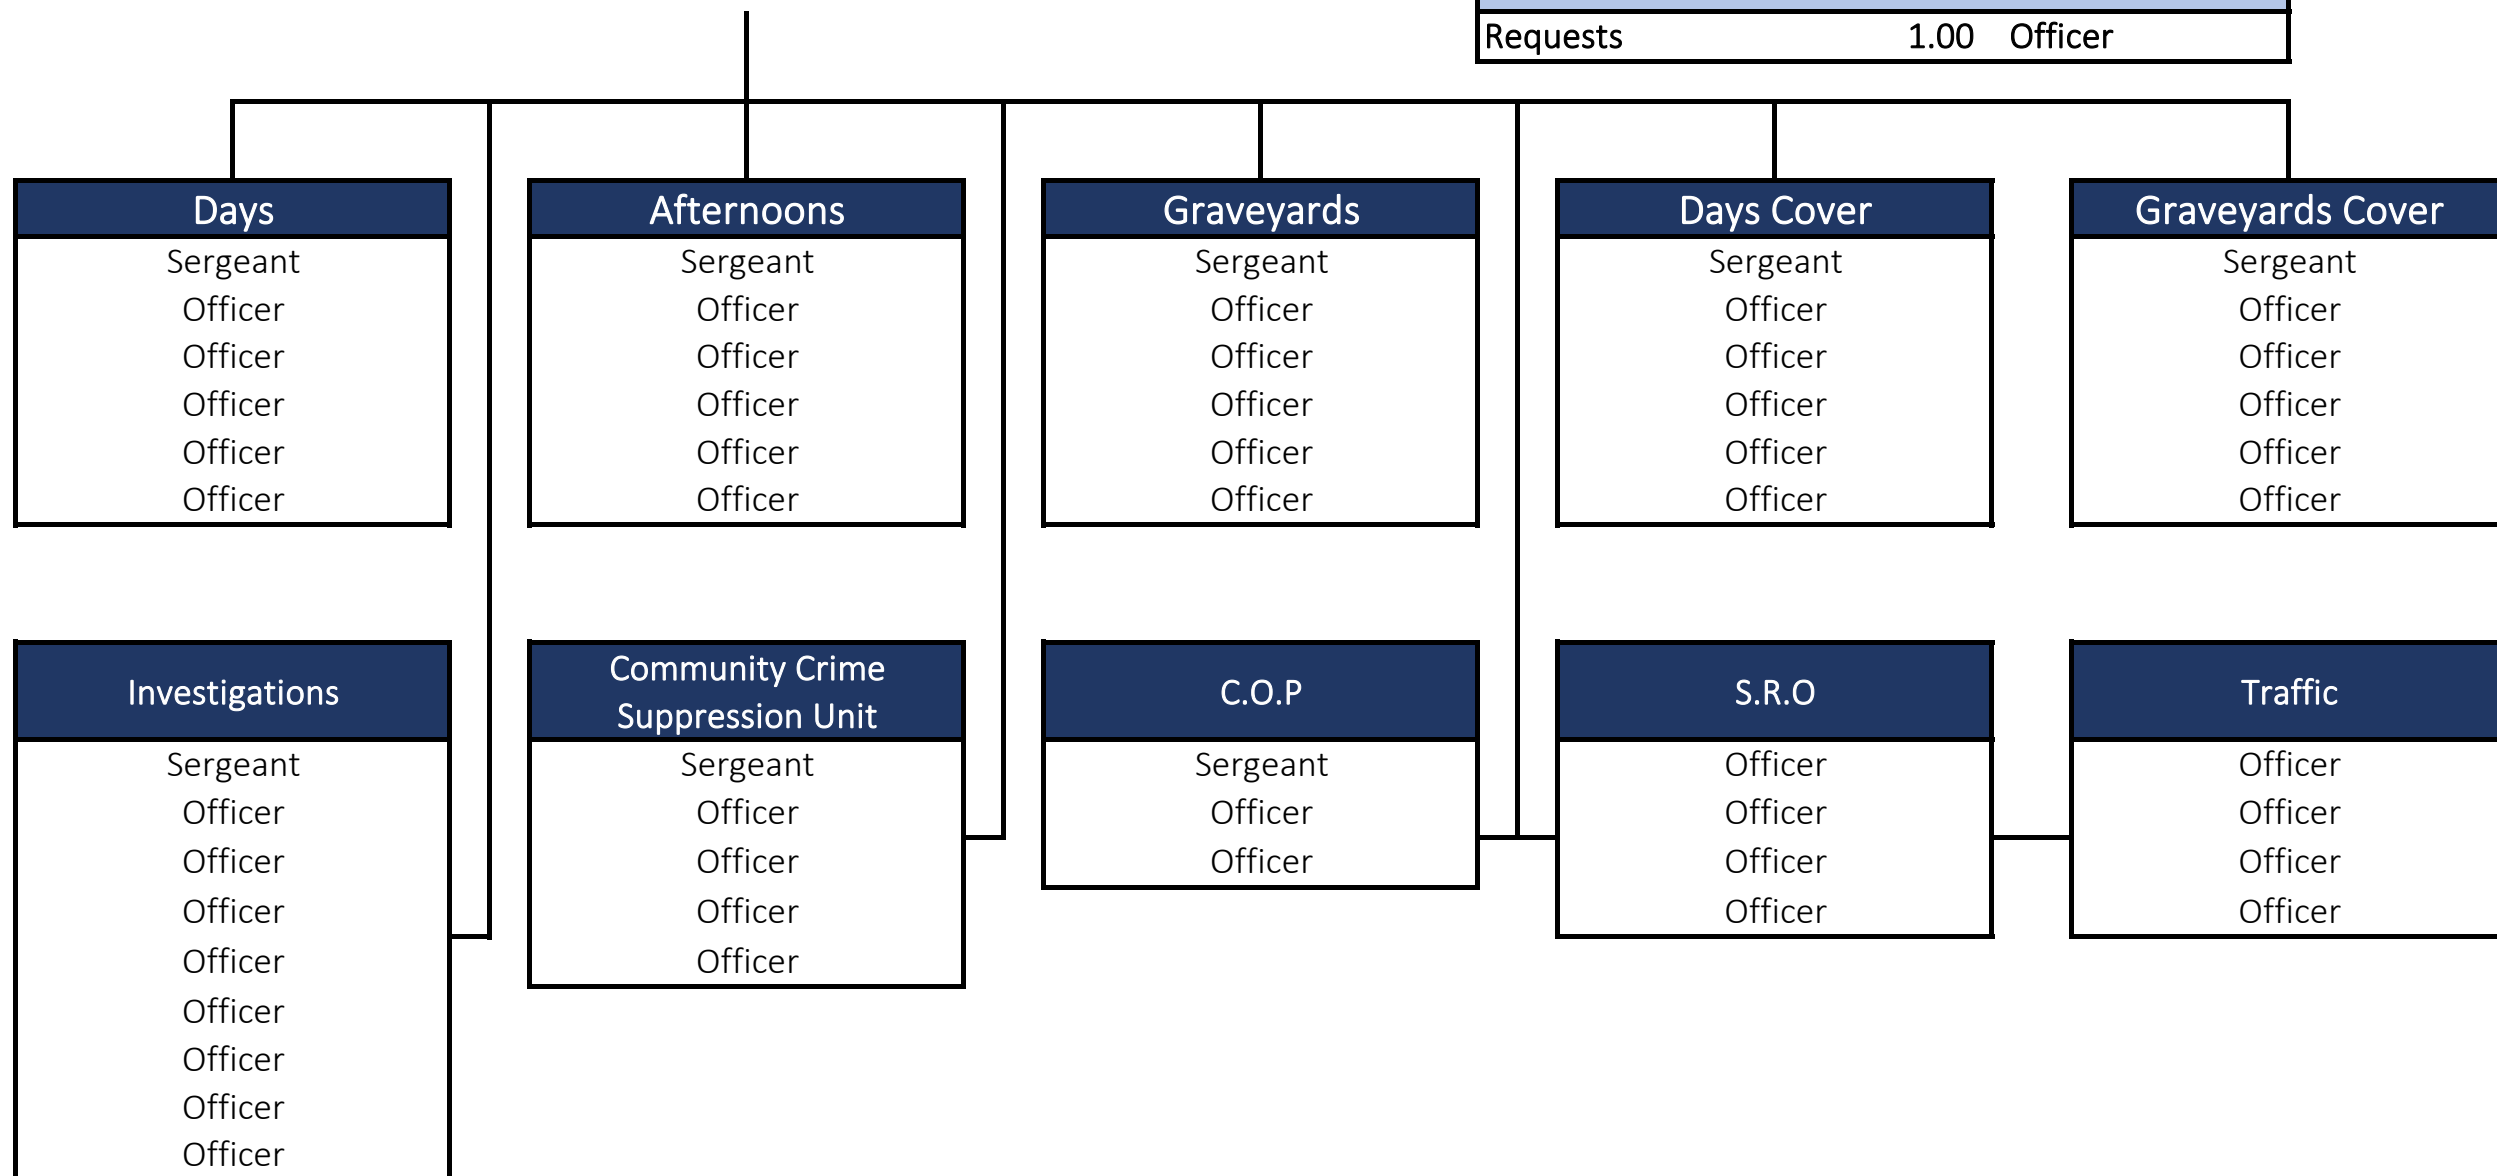 Requests 1.00 Officer
Days
Sergeant
Officer
Officer
Officer
Officer
Officer
Afternoons
Sergeant
Officer
Officer
Officer
Officer
Officer
Graveyards
Sergeant
Officer
Officer
Officer
Officer
Officer
Days Cover
Sergeant
Officer
Officer
Officer
Officer
Officer
Graveyards Cover
Sergeant
Officer
Officer
Officer
Officer
Officer
Investigations
Sergeant
Officer
Officer
Officer
Officer
Officer
Officer
Officer
Officer
Community Crime
Suppression Unit
Sergeant
Officer
Officer
Officer
Officer
C.O.P
Sergeant
Officer
Officer
S.R.O
Officer
Officer
Officer
Officer
Traffic
Officer
Officer
Officer
Officer